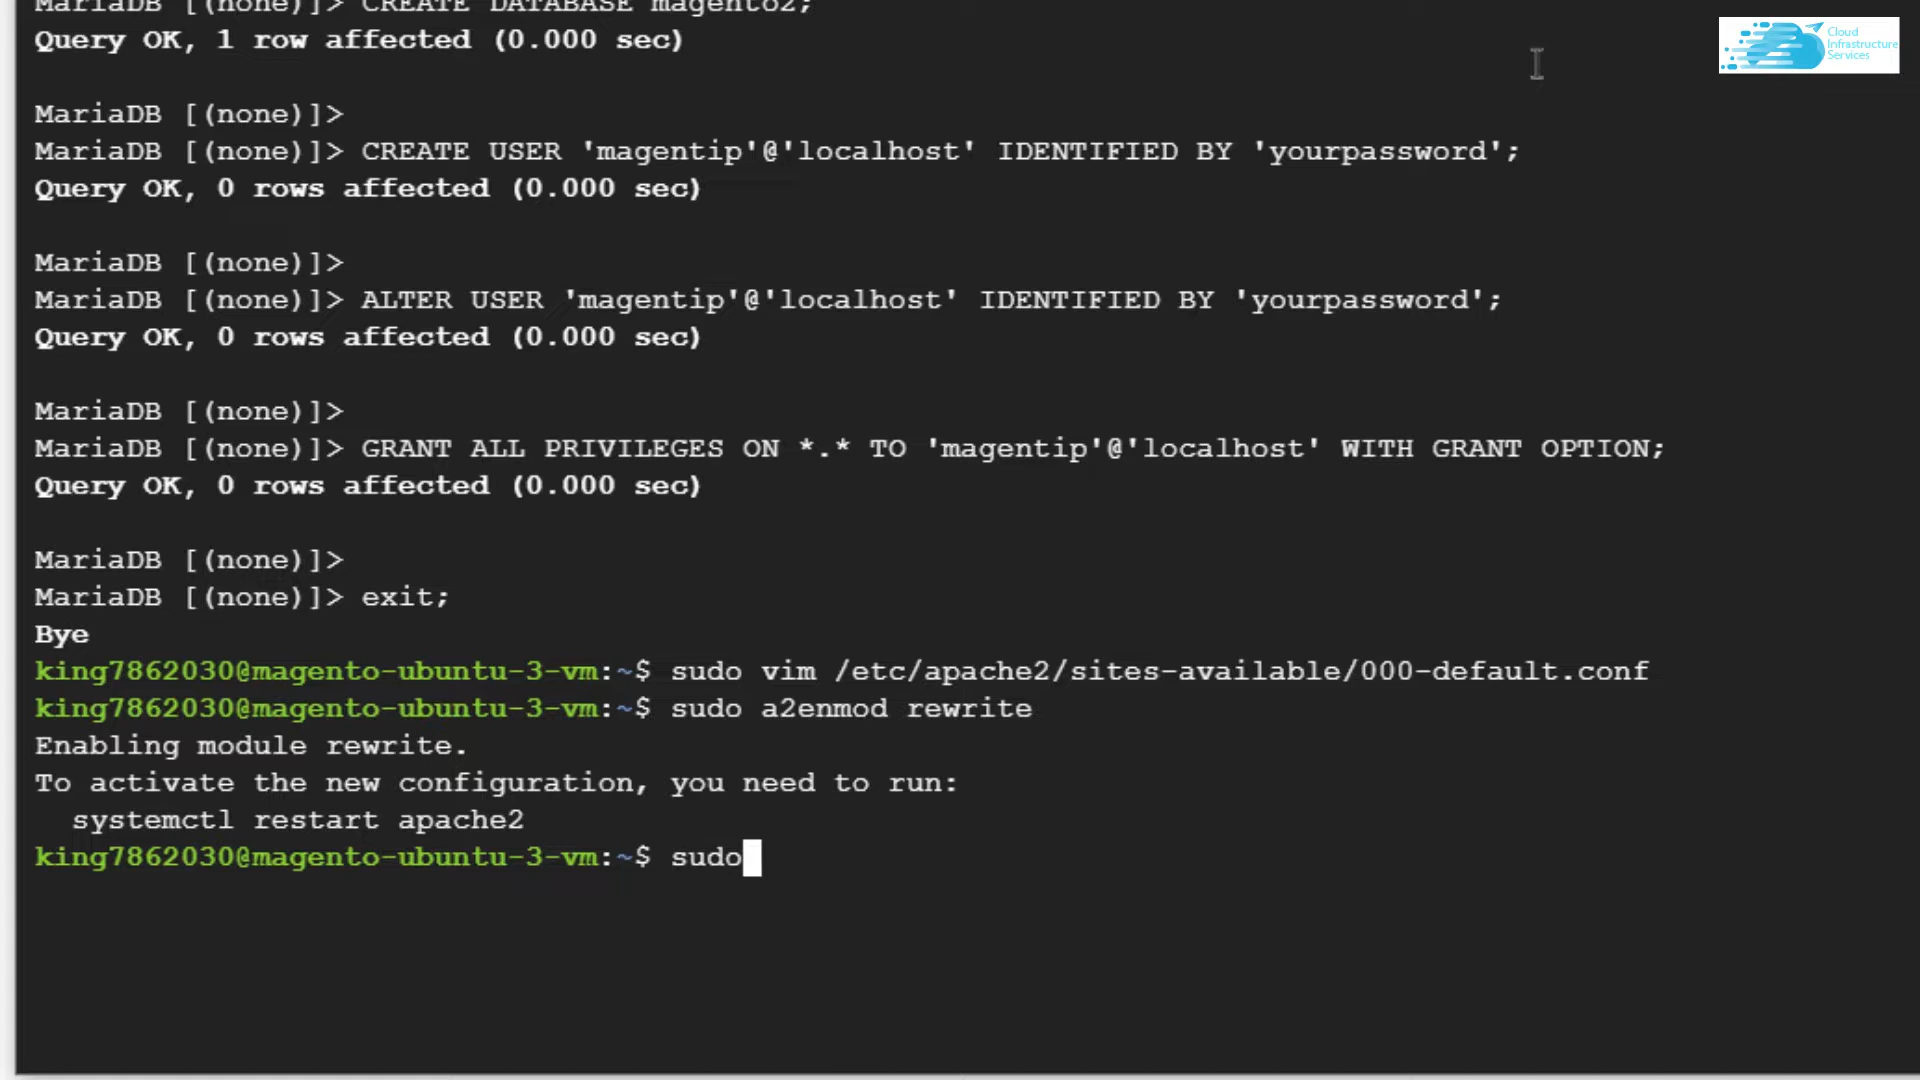 MariaDB [(none)]> CREATE DATABASE magento2;
Query OK, 1 row affected (0.000 sec)
Cloud
Infrastructure
Services
MariaDB [(none)]>
MariaDB [(none)]> CREATE USER 'magentip'@'localhost' IDENTIFIED BY 'yourpassword';
Query OK, 0 rows affected (0.000 sec)
MariaDB [(none)]>
MariaDB [(none)]> ALTER USER 'magentip'@'localhost' IDENTIFIED BY 'yourpassword';
Query OK, 0 rows affected (0.000 sec)
MariaDB [(none)]>
MariaDB [(none)]> GRANT ALL PRIVILEGES ON *.* TO 'magentip'@'localhost' WITH GRANT OPTION;
Query OK, 0 rows affected (0.000 sec)
MariaDB [(none)]>
MariaDB [(none)]> exit;
Bye
king7862030@magento-ubuntu-3-vm:~$ sudo vim /etc/apache2/sites-available/000-default.conf
king7862030@magento-ubuntu-3-vm:~$ sudo a2enmod rewrite
Enabling module rewrite.
To activate the new configuration, you need to run:
  systemctl restart apache2
king7862030@magento-ubuntu-3-vm:~$ sudo